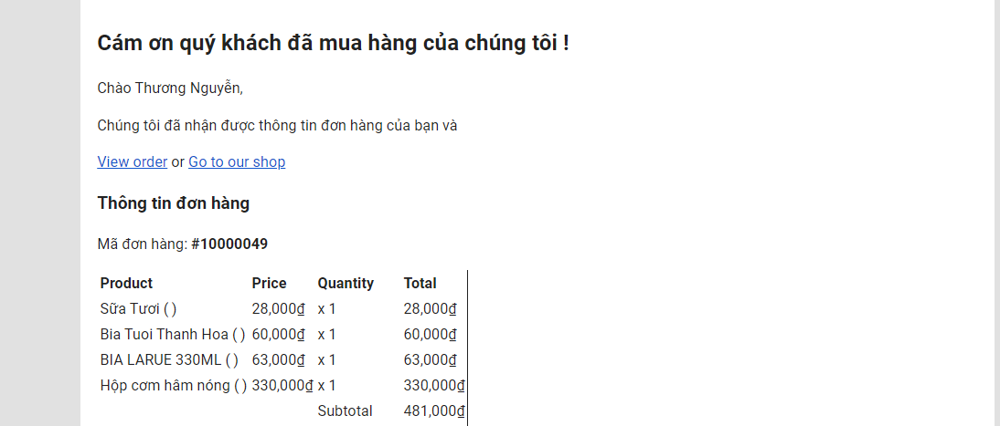 Cám ơn quý khách đã mua hàng của chúng tôi !
Chào Thương Nguyễn,
Chúng tôi đã nhận được thông tin đơn hàng của bạn và
View order or Go to our shop
Thông tin đơn hàng
Mã đơn hàng: #10000049
Product Price Quantity Total
Sữa Tươi ( ) 28,000₫ x 1 28,000₫
Bia Tuoi Thanh Hoa ( ) 60,000₫ x 1 60,000₫
BIA LARUE 330ML ( ) 63,000₫ x 1 63,000₫
Hộp cơm hâm nóng ( ) 330,000₫ x 1 330,000₫
Subtotal 481,000₫